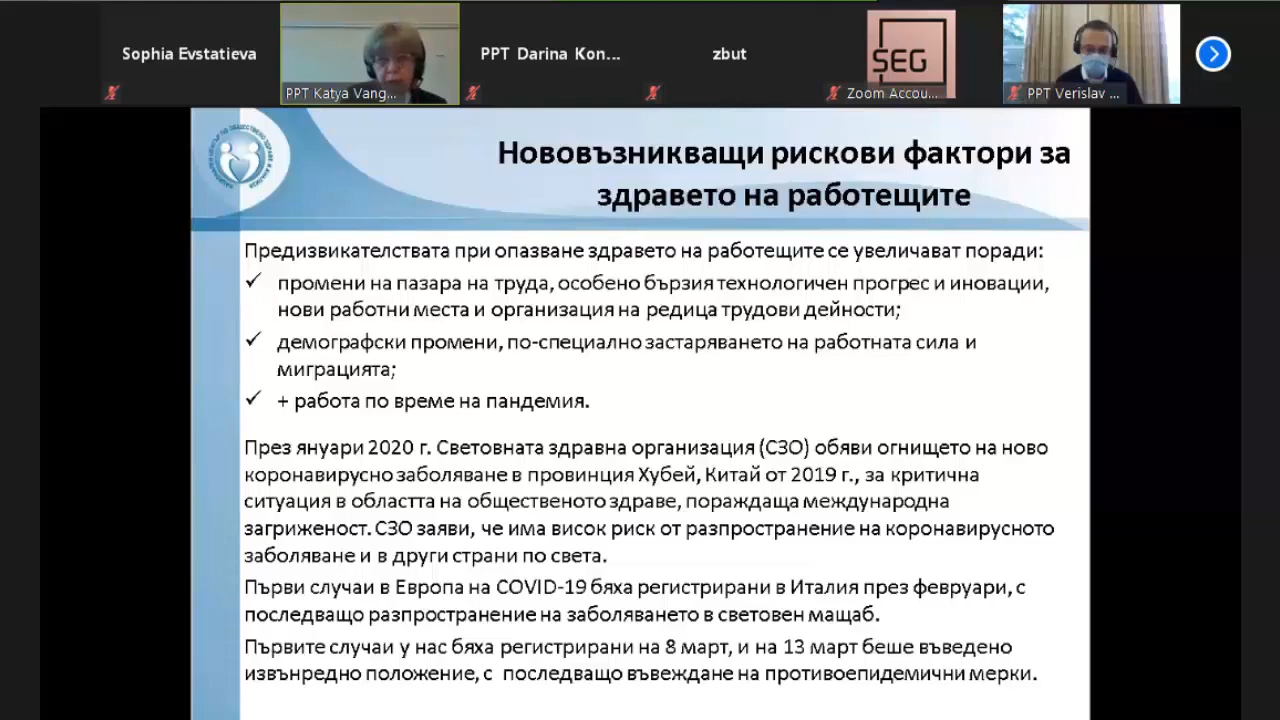 Sophia Evstatieva
PPT Katya Vang...
PPT Darina Kon...
zbut
ŞEG
Zoom Accou...
PPT Verislav ...
Нововъзникващи рискови фактори за
здравето на работещите
Предизвикателствата при опазване здравето на работещите се увеличават поради:
промени на пазара на труда, особено бързия технологичен прогрес и иновации,
нови работни места и организация на редица трудови дейности;
демографски промени, по-специално застаряването на работната сила и
миграцията;
+ работа по време на пандемия.
През януари 2020 г. Световната здравна организация (СЗО) обяви огнището на ново
коронавирусно заболяване в провинция Хубей, Китай от 2019 г., за критична
ситуация в областта на общественото здраве, пораждаща международна
загриженост. СЗО заяви, че има висок риск от разпространение на коронавирусното
заболяване и в други страни по света.
Първи случаи в Европа на COVID-19 бяха регистрирани в Италия през февруари, с
последващо разпространение на заболяването в световен мащаб.
Първите случаи у нас бяха регистрирани на 8 март, и на 13 март беше въведено
извънредно положение, с последващо въвеждане на противоепидемични мерки.